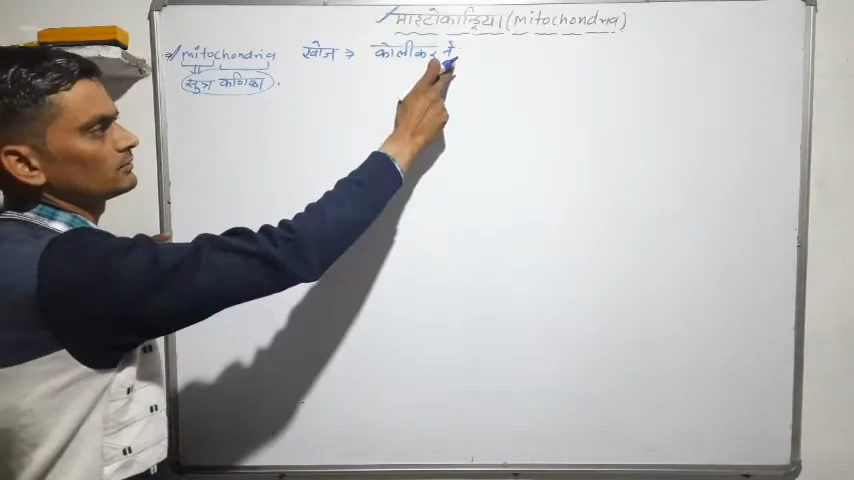 माइटोकान्ड्रिया (mitochondria)
⇒ mitochondria खोज ⇒ कोलीकर ने
सुत्र कणिका .